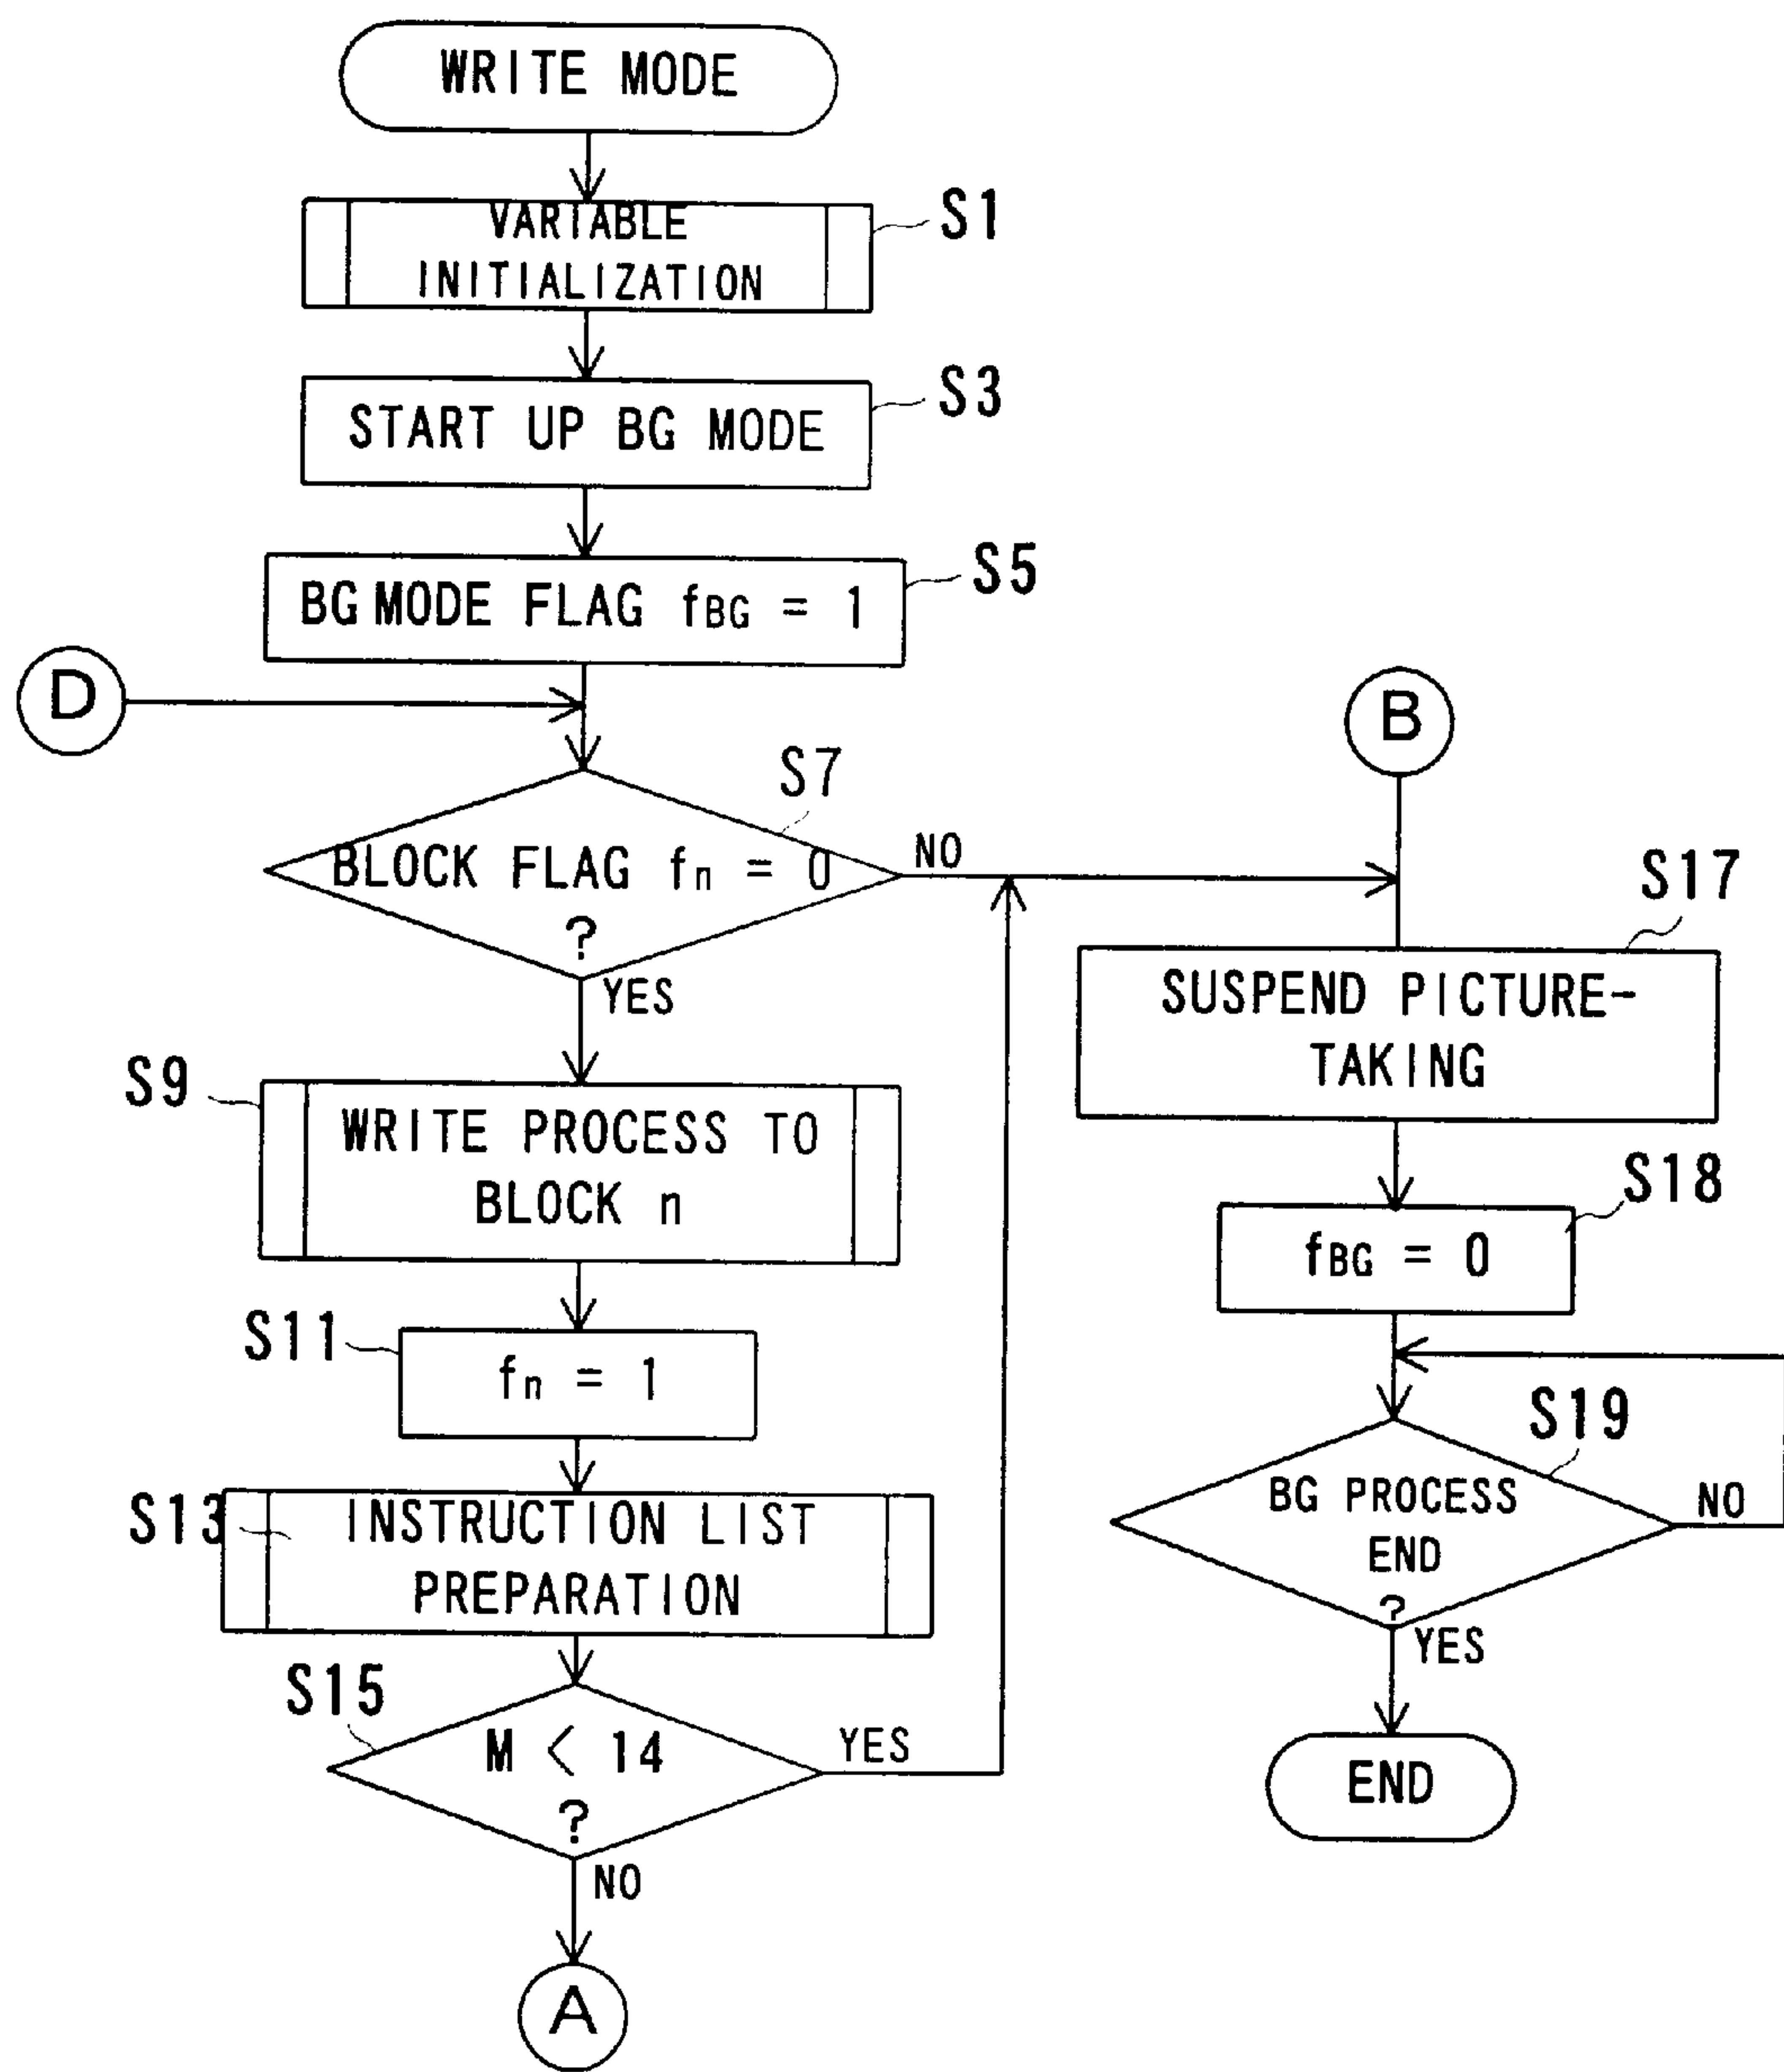 WRITE MODE
VARIABLE
INITIALIZATION
S1
START UP BG MODE
S3
BG MODE FLAG fBG = 1
S5
D
S7
BLOCK FLAG fn = 0
?
NO
YES
S9
WRITE PROCESS TO
BLOCK n
S11
fn = 1
S13
INSTRUCTION LIST
PREPARATION
S15
M < 14
?
YES
NO
A
B
S17
SUSPEND PICTURE-
TAKING
S18
fBG = 0
S19
BG PROCESS
END
?
NO
YES
END